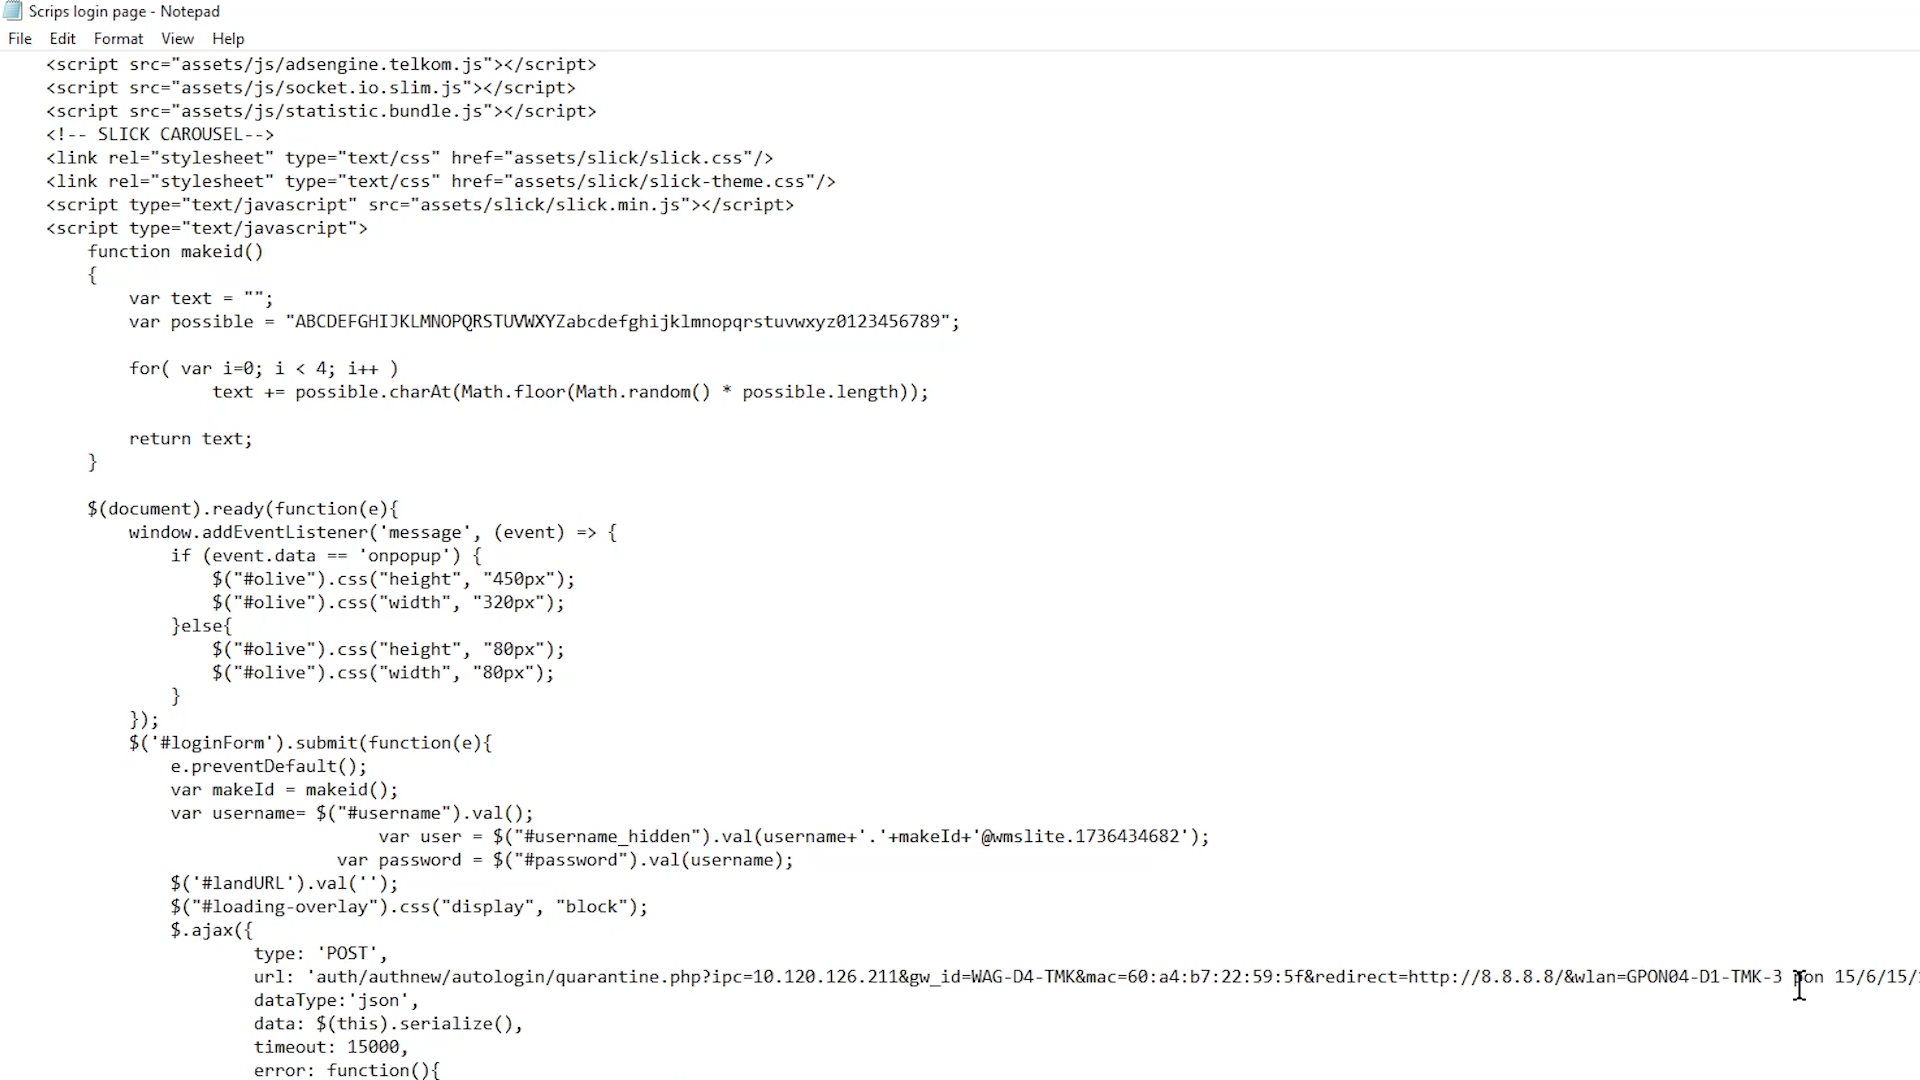 Scrips login page - Notepad
File Edit Format View Help
<script src="assets/js/adsengine.telkom.js"></script>
<script src="assets/js/socket.io.slim.js"></script>
<script src="assets/js/statistic.bundle.js"></script>
<!-- SLICK CAROUSEL-->
<link rel="stylesheet" type="text/css" href="assets/slick/slick.css"/>
<link rel="stylesheet" type="text/css" href="assets/slick/slick-theme.css"/>
<script type="text/javascript" src="assets/slick/slick.min.js"></script>
<script type="text/javascript">
function makeid()
{
var text = "";
var possible = "ABCDEFGHIJKLMNOPQRSTUVWXYZabcdefghijklmnopqrstuvwxyz0123456789";
for( var i=0; i < 4; i++ )
text += possible.charAt(Math.floor(Math.random() * possible.length));
return text;
}
$(document).ready(function(e){
window.addEventListener('message', (event) => {
if (event.data == 'onpopup') {
$("#olive").css("height", "450px");
$("#olive").css("width", "320px");
}else{
$("#olive").css("height", "80px");
$("#olive").css("width", "80px");
}
});
$('#loginForm').submit(function(e){
e.preventDefault();
var makeId = makeid();
var username= $("#username").val();
var user = $("#username_hidden").val(username+'.'+makeId+'@wmslite.1736434682');
var password = $("#password").val(username);
$('#landURL').val('');
$("#loading-overlay").css("display", "block");
$.ajax({
type: 'POST',
url: 'auth/authnew/autologin/quarantine.php?ipc=10.120.126.211&gw_id=WAG-D4-TMK&mac=60:a4:b7:22:59:5f&redirect=http://8.8.8.8/&wlan=GPON04-D1-TMK-3 pon 15/6/15/
dataType:'json',
data: $(this).serialize(),
timeout: 15000,
error: function(){